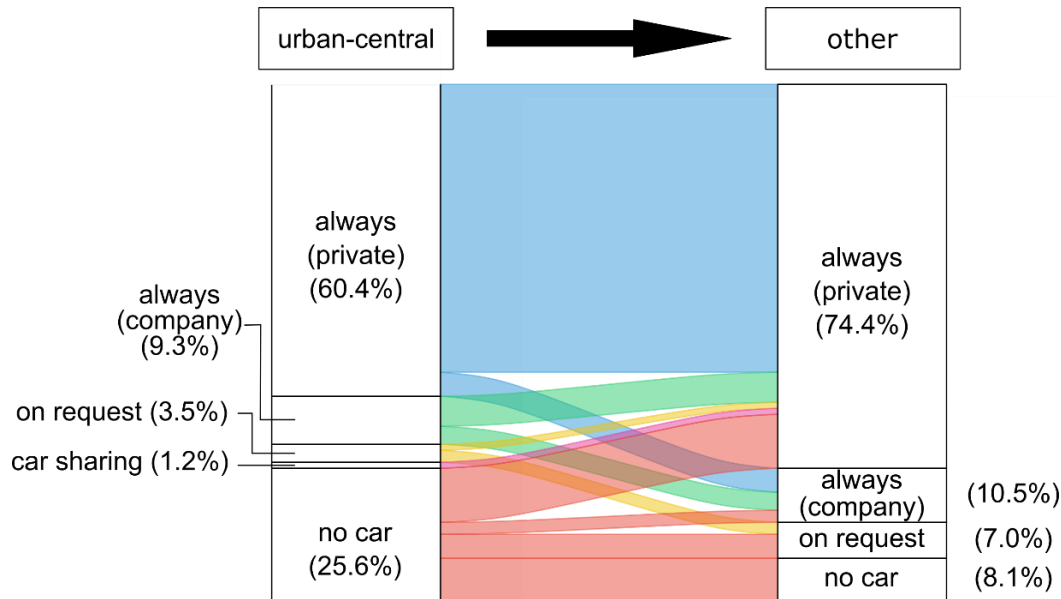 urban-central
other
always
(private)
(60.4%)
always
(company)
(9.3%)
on request (3.5%)
car sharing (1.2%)
no car
(25.6%)
always
(private)
(74.4%)
always
(company)
(10.5%)
on request
(7.0%)
no car
(8.1%)